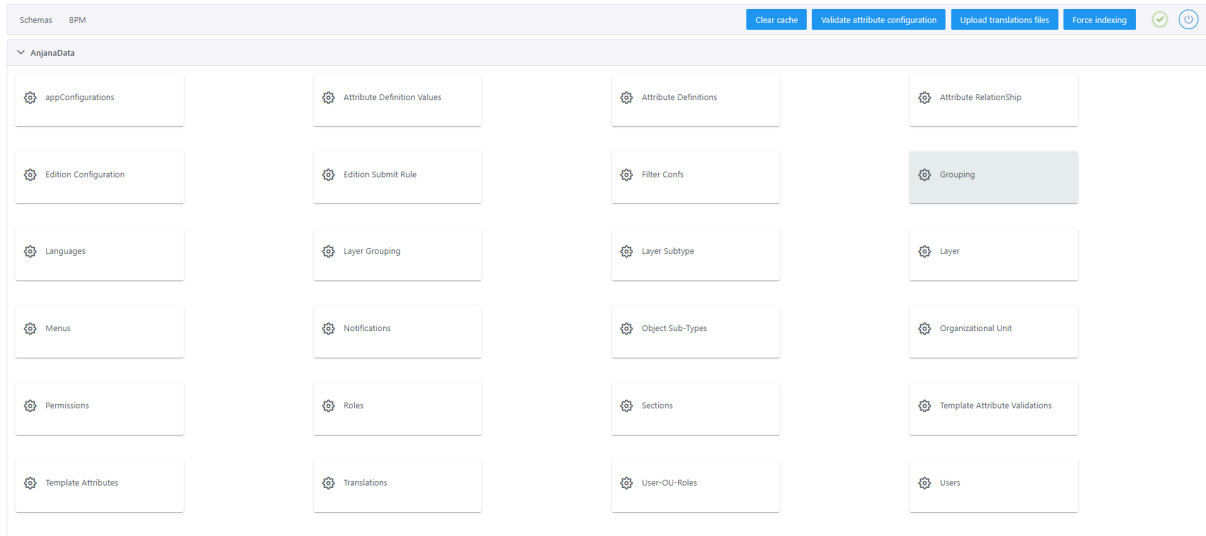 Schemas BPM Clear cache Validate attribute configuration Upload translations files Force indexing
AnjanaData
appConfigurations Attribute Definition Values Attribute Definitions Attribute RelationShip
Edition Configuration Edition Submit Rule Filter Confs Grouping
Languages Layer Grouping Layer Subtype Layer
Menus Notifications Object Sub-Types Organizational Unit
Permissions Roles Sections Template Attribute Validations
Template Attributes Translations User-OU-Roles Users